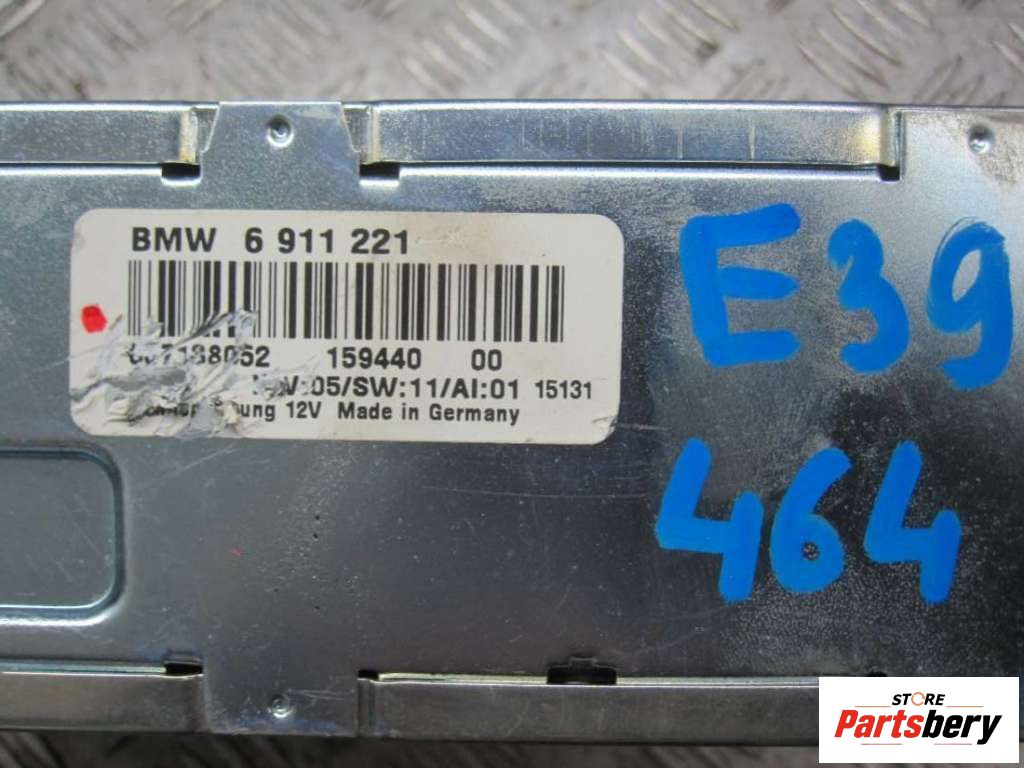 BMW 6 911 221
159440 00
:05/SW:11/AI:01 15131
12V Made in Germany
E39
464
STORE
Partsbery